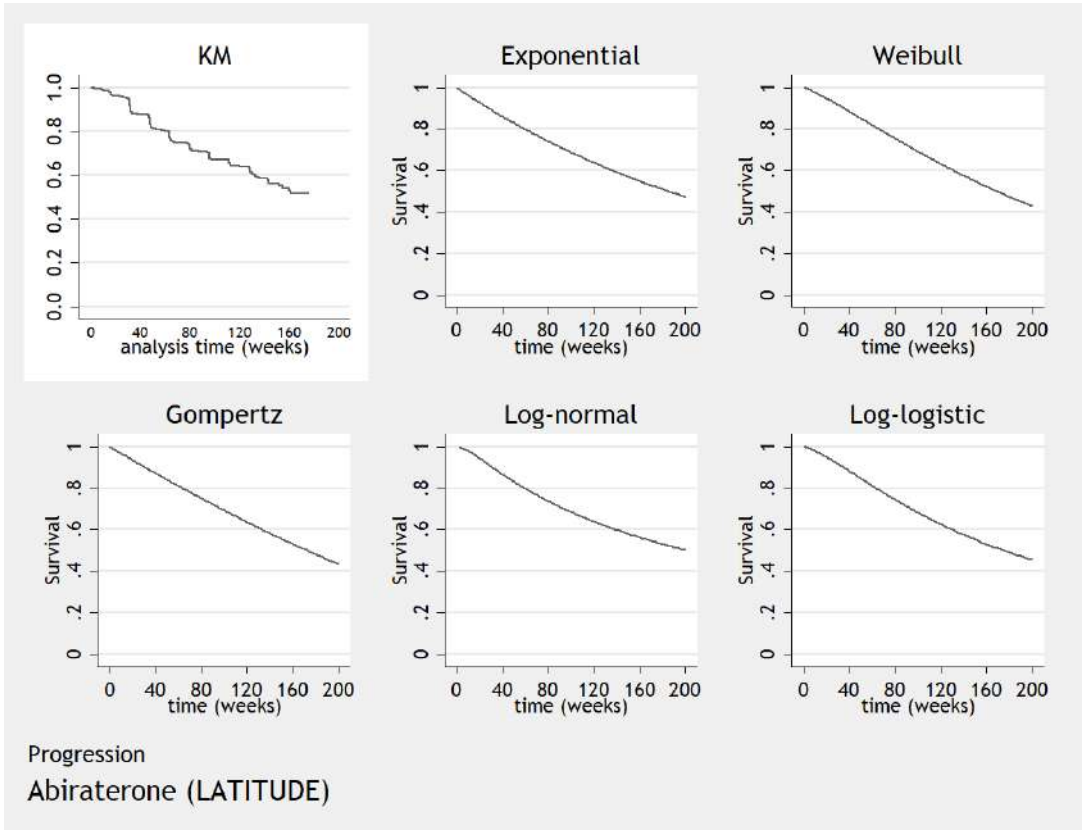 KM
1.0
0.8
0.6
0.4
0.2
0.0
0 40 80 120 160 200
analysis time (weeks)
Exponential
Survival
1
.8
.6
.4
.2
0
0 40 80 120 160 200
time (weeks)
Weibull
Survival
1
.8
.6
.4
.2
0
0 40 80 120 160 200
time (weeks)
Gompertz
Survival
1
.8
.6
.4
.2
0
0 40 80 120 160 200
time (weeks)
Log-normal
Survival
1
.8
.6
.4
.2
0
0 40 80 120 160 200
time (weeks)
Log-logistic
Survival
1
.8
.6
.4
.2
0
0 40 80 120 160 200
time (weeks)
Progression
Abiraterone (LATITUDE)